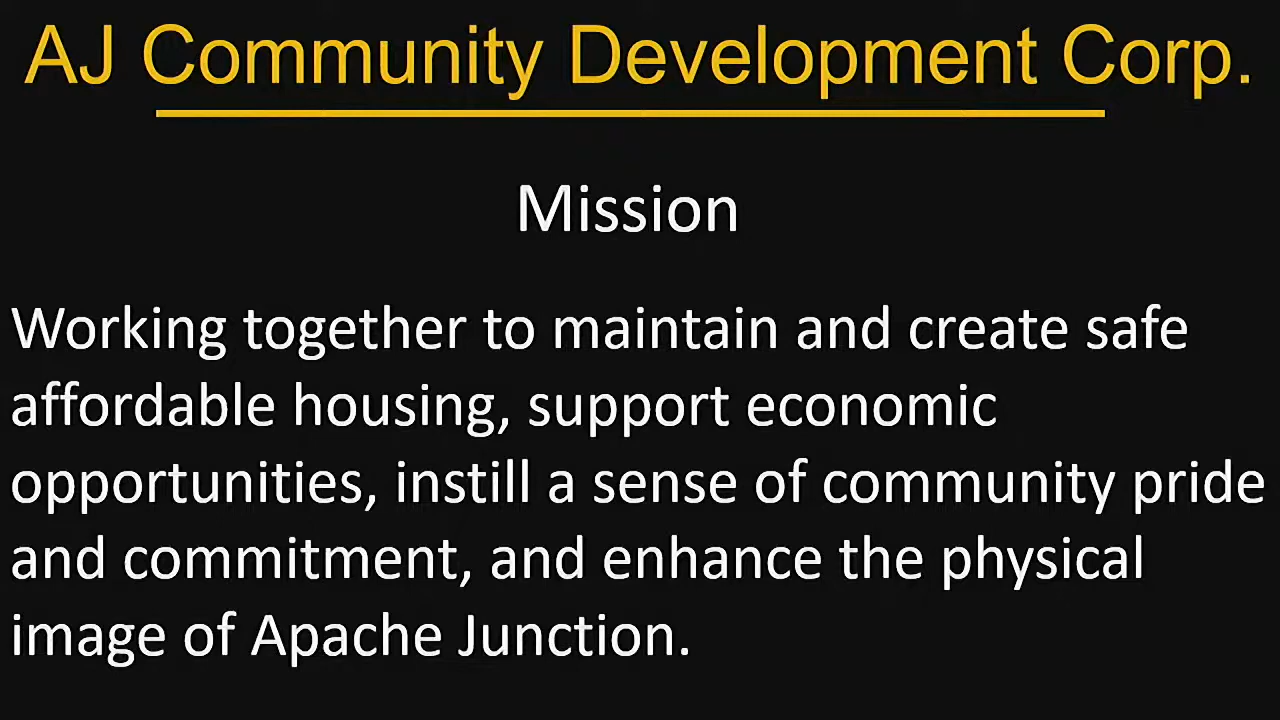 AJ Community Development Corp.
Mission
Working together to maintain and create safe
affordable housing, support economic
opportunities, instill a sense of community pride
and commitment, and enhance the physical
image of Apache Junction.